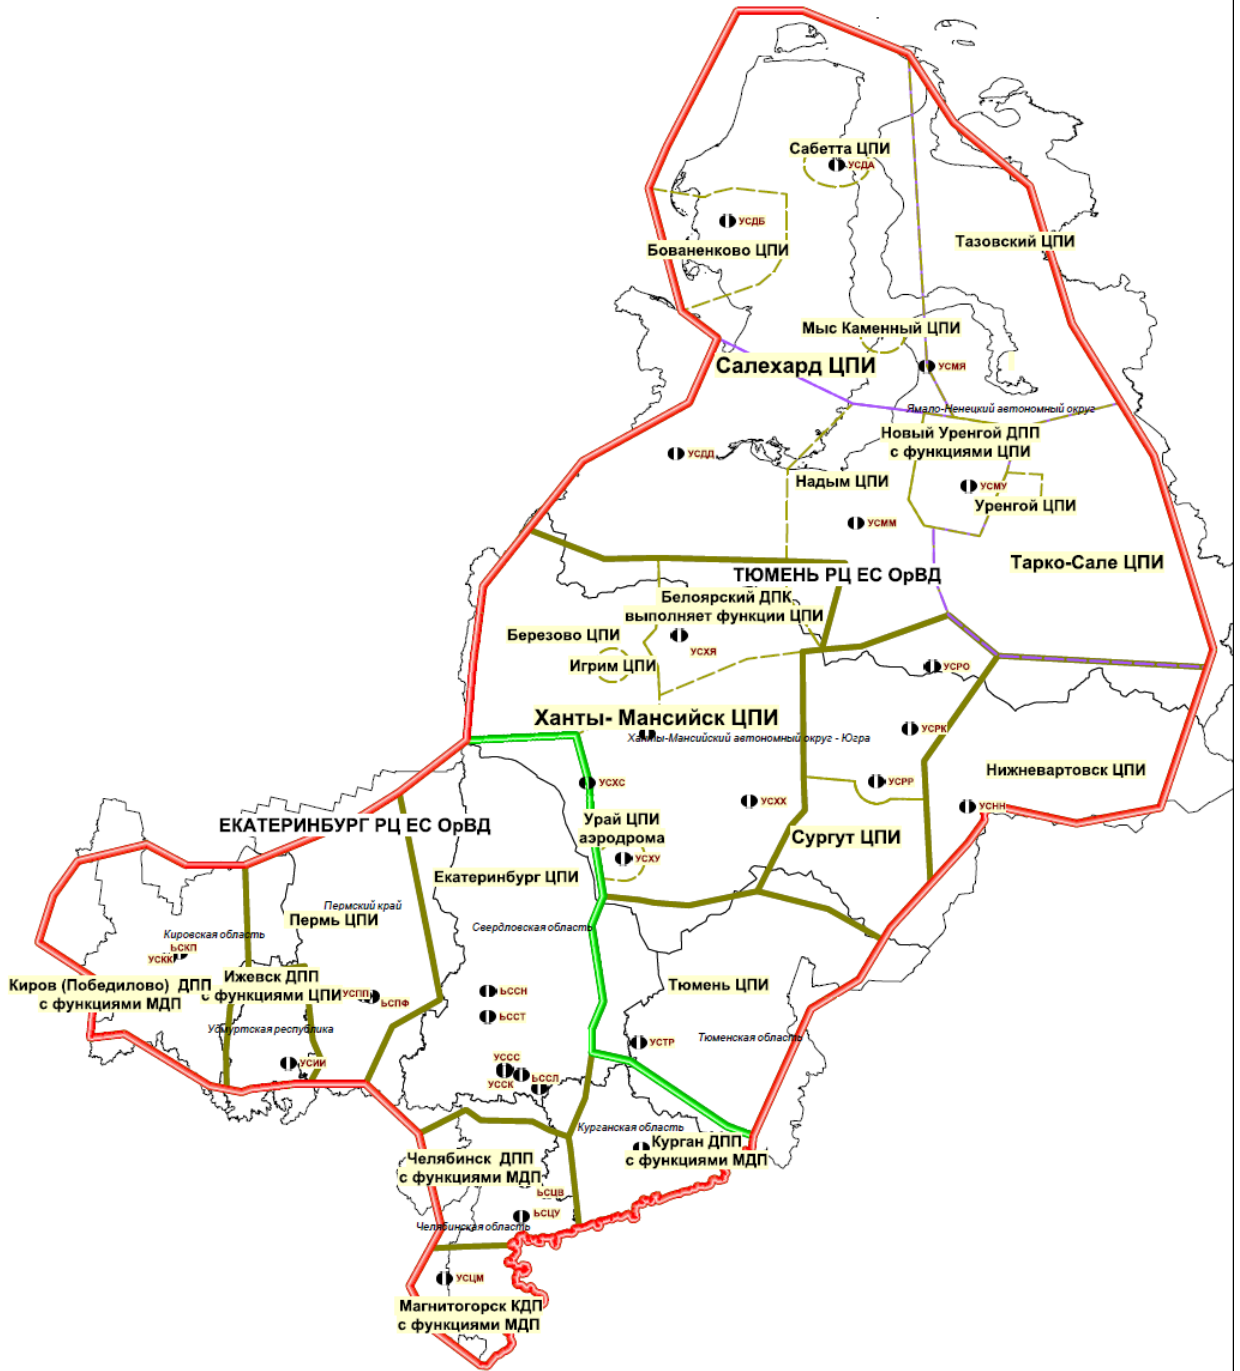 Сабетта ЦПИ
УСДА
УСДБ
Бованенково ЦПИ
Тазовский ЦПИ
Мыс Каменный ЦПИ
Салехард ЦПИ
УСМЯ
Ямало-Ненецкий автономный округ
Новый Уренгой ДПП
с функциями ЦПИ
УСДД
Надым ЦПИ
УСМУ
Уренгой ЦПИ
УСММ
Тарко-Сале ЦПИ
ТЮМЕНЬ РЦ ЕС ОрВД
Белоярский ДПК
выполняет функции ЦПИ
Березово ЦПИ
УСХЯ
Игрим ЦПИ
УСРО
Ханты- Мансийск ЦПИ
УСРК
Ханты-Мансийский автономный округ - Югра
Нижневартовск ЦПИ
УСХС
УСРР
УСХХ
УСНН
Урай ЦПИ
аэродрома
ЕКАТЕРИНБУРГ РЦ ЕС ОрВД
Сургут ЦПИ
УСХУ
Екатеринбург ЦПИ
Пермский край
Пермь ЦПИ
Свердловская область
Кировская область
ЬСКП
УСКК
Киров (Победилово) ДПП
с функциями МДП
Ижевск ДПП
с функциями ЦПИ
УСПП
ЬСПФ
ЬССН
Тюмень ЦПИ
ЬССТ
Удмуртская республика
Тюменская область
УСТР
УСИИ
УССС
УССК
ЬССЛ
Курганская область
Курган ДПП
с функциями МДП
Челябинск ДПП
с функциями МДП
ЬСЦВ
ЬСЦУ
Челябинская область
УСЦМ
Магнитогорск КДП
с функциями МДП